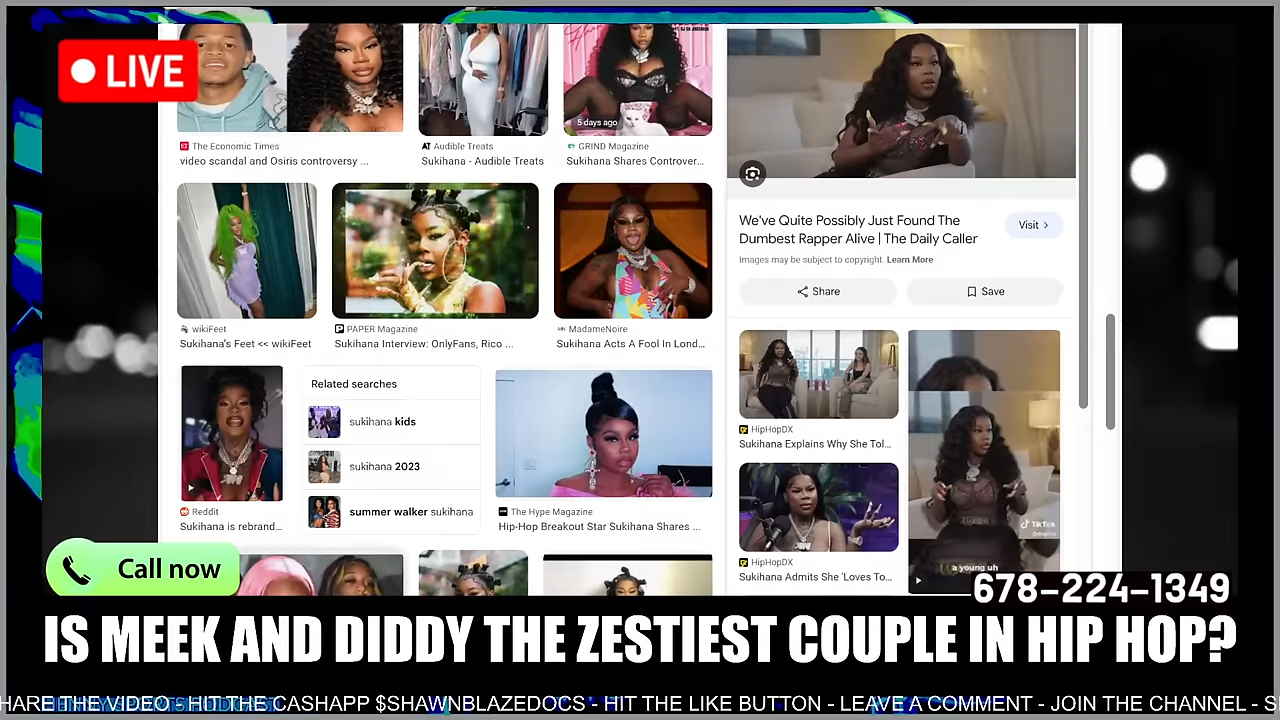 LIVE
5 days ago
The Economic Times
video scandal and Osiris controversy ...
Audible Treats
Sukihana - Audible Treats
GRIND Magazine
Sukihana Shares Controver...
wikiFeet
Sukihana's Feet << wikiFeet
PAPER Magazine
Sukihana Interview: OnlyFans, Rico ...
MadameNoire
Sukihana Acts A Fool In Lond...
Reddit
Sukihana is rebrand...
Related searches
sukihana kids
sukihana 2023
summer walker sukihana
The Hype Magazine
Hip-Hop Breakout Star Sukihana Shares ...
We've Quite Possibly Just Found The
Dumbest Rapper Alive | The Daily Caller
Visit
Images may be subject to copyright. Learn More
Share
Save
HipHopDX
Sukihana Explains Why She Tol...
HipHopDX
Sukihana Admits She 'Loves To...
TikTok
a young uh
Call now
678-224-1349
IS MEEK AND DIDDY THE ZESTIEST COUPLE IN HIP HOP?
HARE THE VIDEO - HIT THE CASHAPP $SHAWNBLAZEDOCS - HIT THE LIKE BUTTON - LEAVE A COMMENT - JOIN THE CHANNEL - S